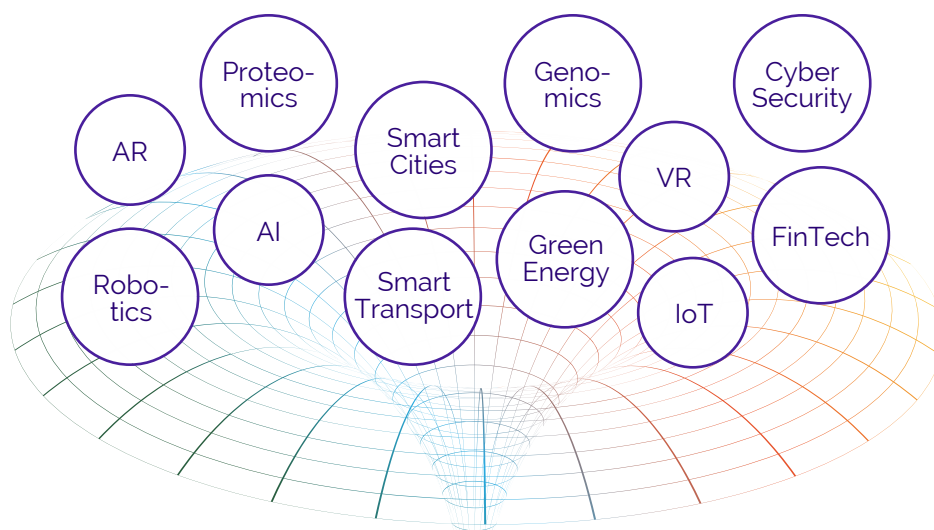 Proteo-
mics
Geno-
mics
Cyber
Security
AR
Smart
Cities
VR
AI
FinTech
Green
Energy
Robo-
tics
Smart
Transport
IoT